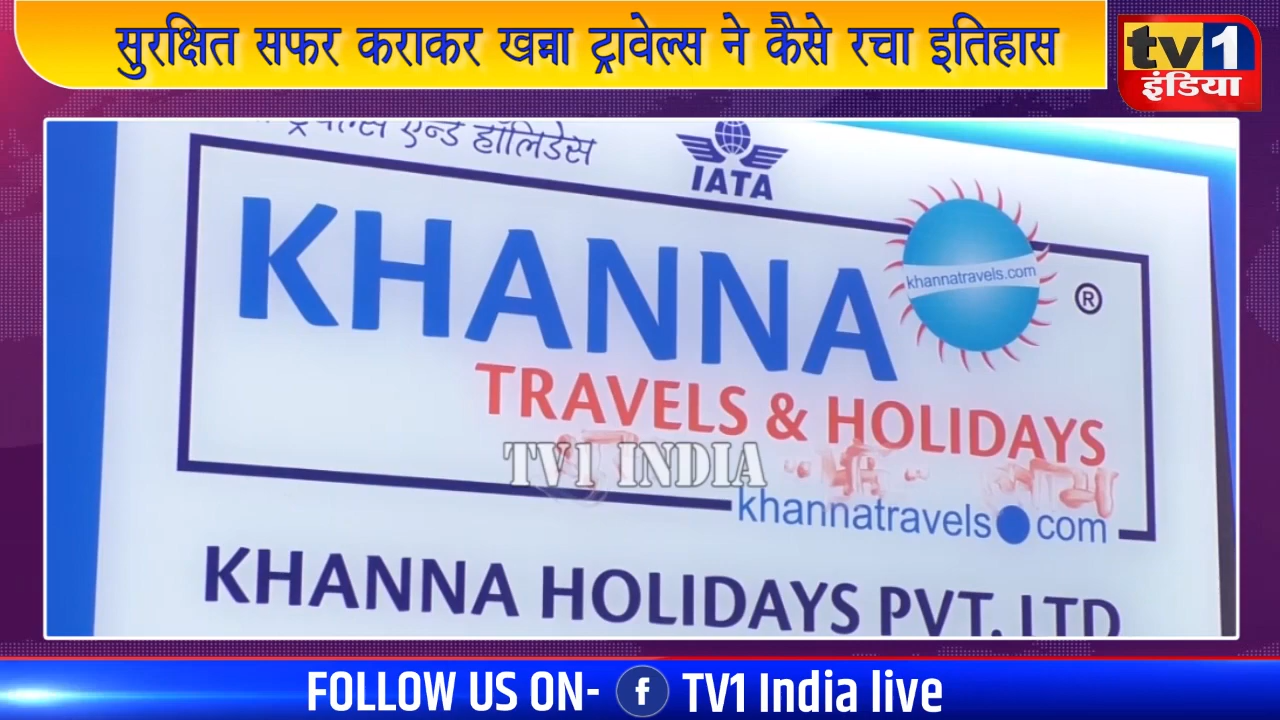 सुरक्षित सफर कराकर खन्ना ट्रावेल्स ने कैसे रचा इतिहास
tv1
इंडिया
एन्ड हॉलिडेस
IATA
KHANNA
khannatravels.com
®
TRAVELS & HOLIDAYS
TV1 INDIA
khannatravels.com
KHANNA HOLIDAYS PVT. LTD
FOLLOW US ON- f TV1 India live